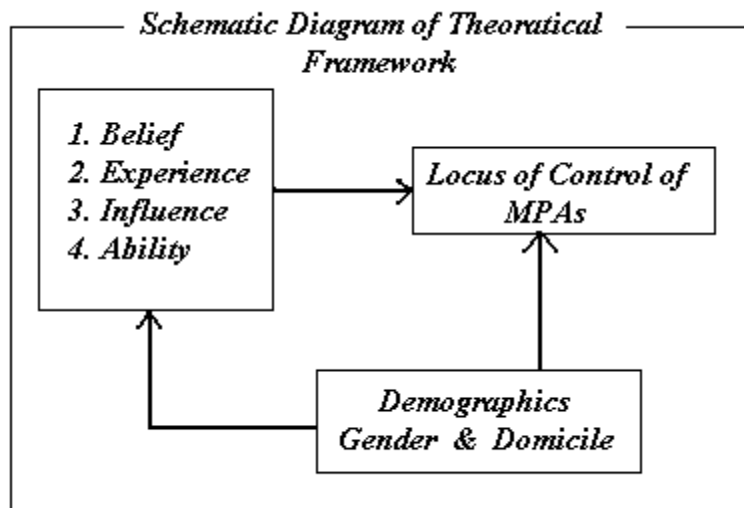 Schematic Diagram of Theoratical
Framework
1. Belief
2. Experience
3. Influence
4. Ability
Locus of Control of
MPAs
Demographics
Gender & Domicile